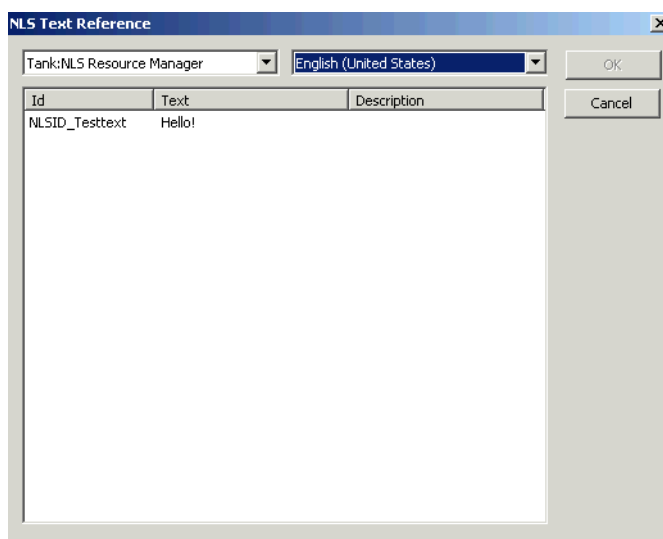 NLS Text Reference
Tank:NLS Resource Manager English (United States) OK
Id Text Description Cancel
NLSID_Testtext Hello!